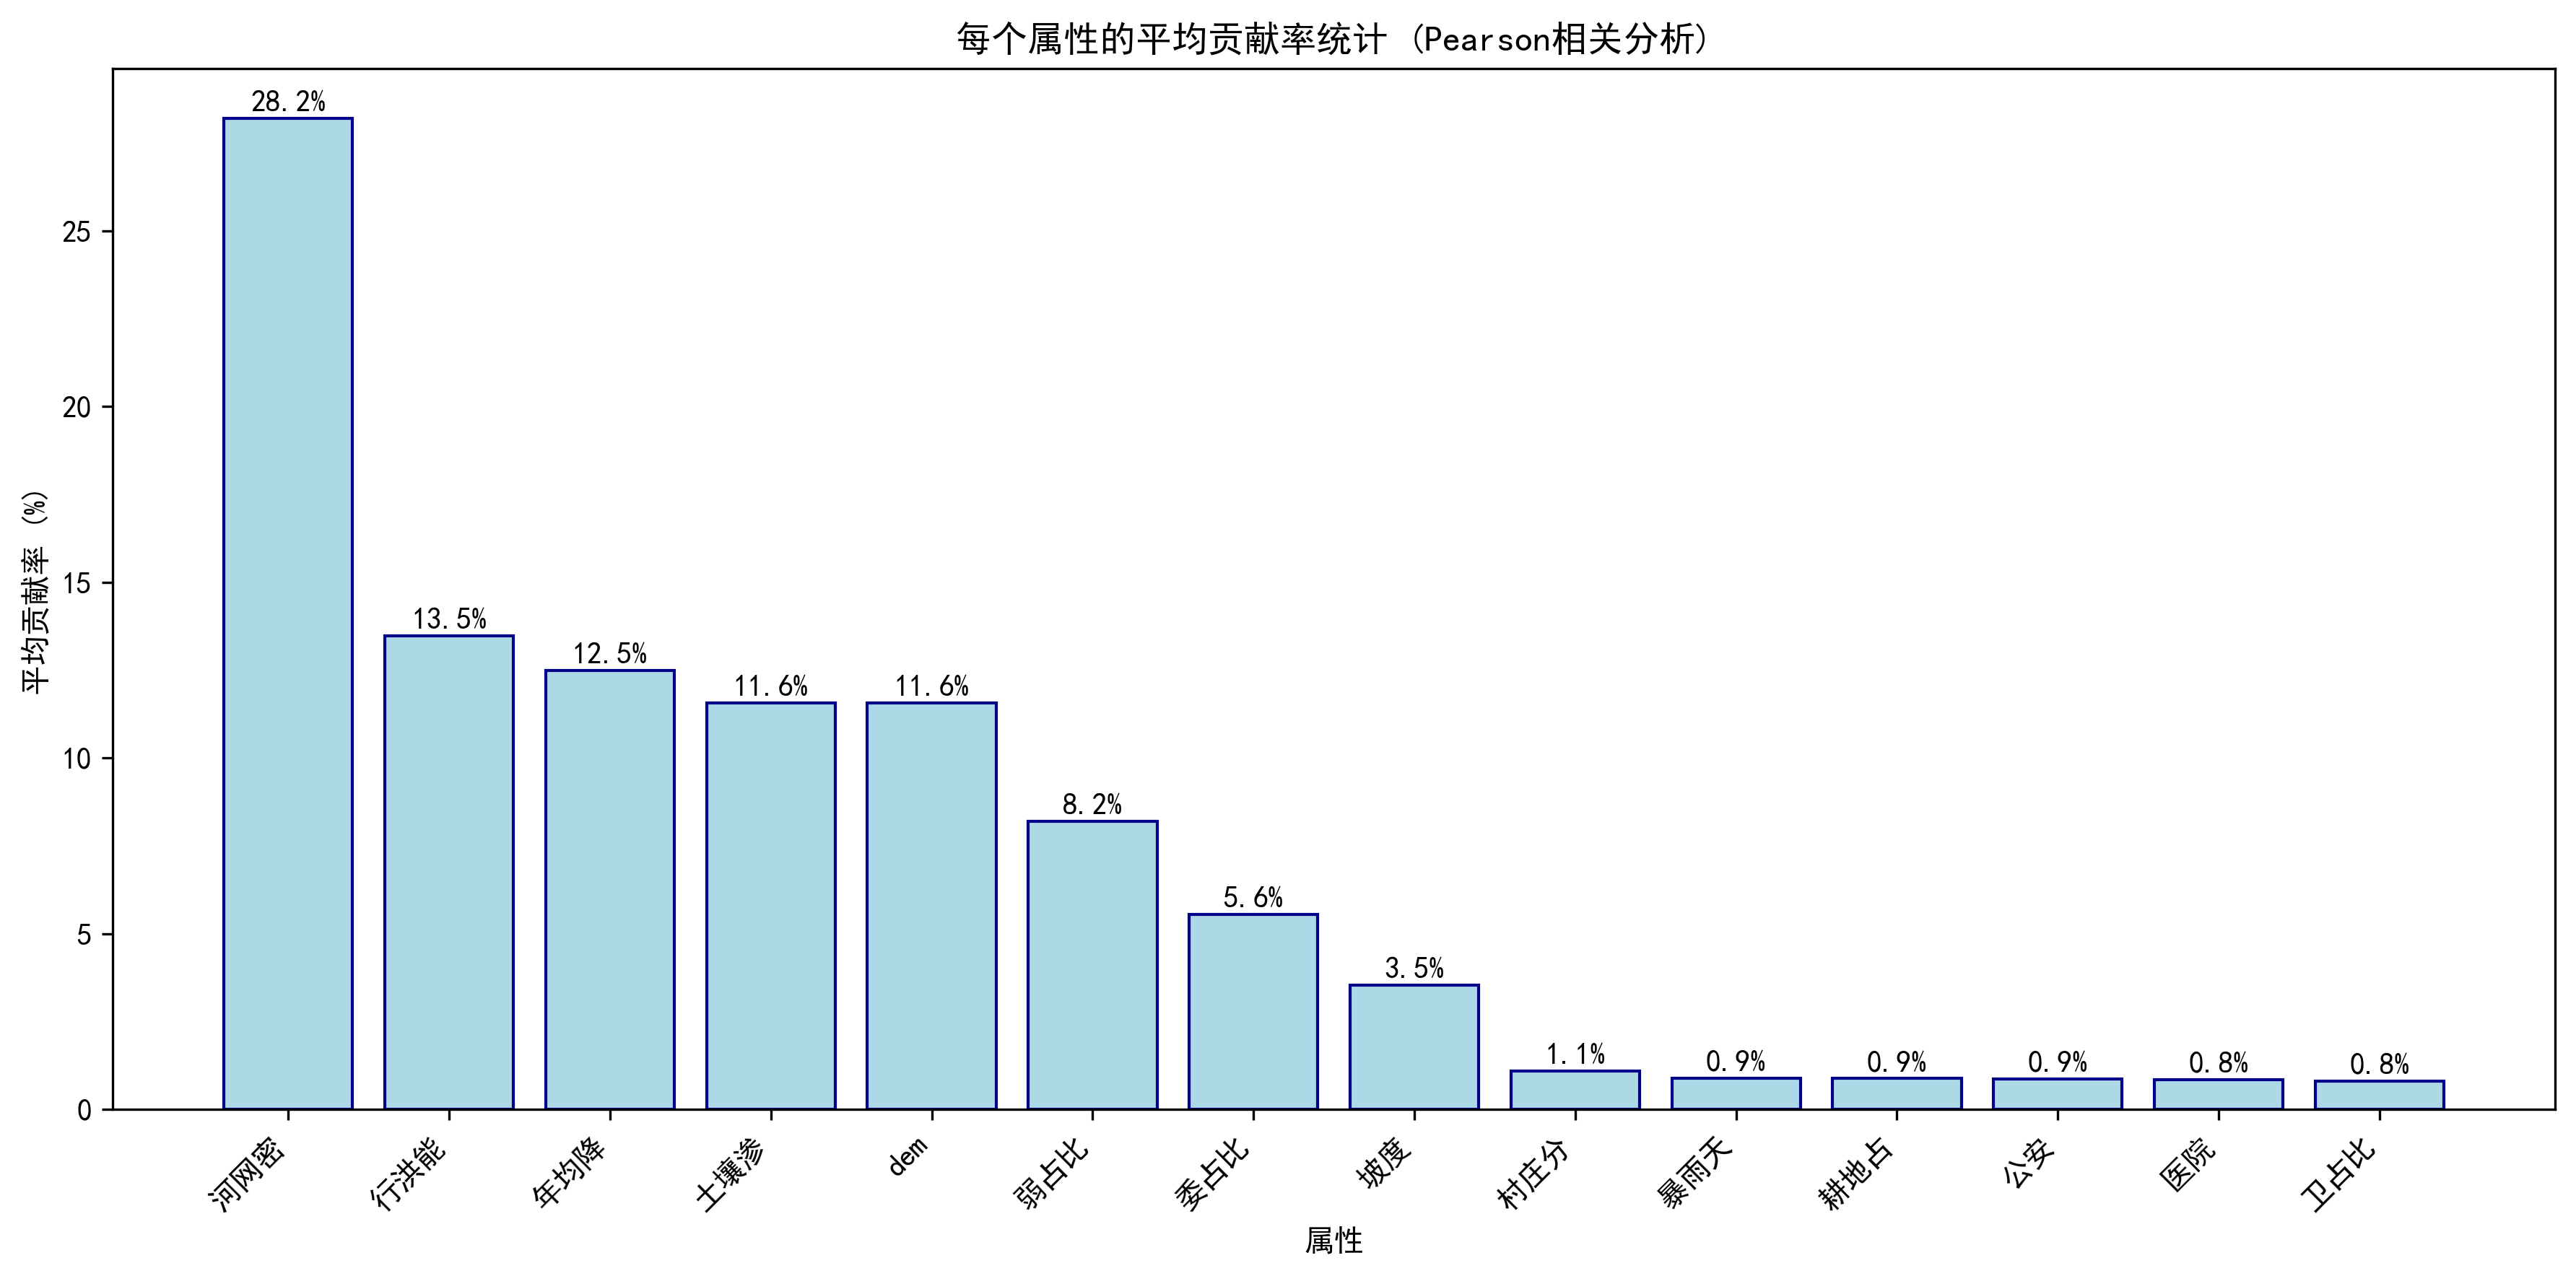 每个属性的平均贡献率统计 (Pearson相关分析)
平均贡献率 (%)
25
20
15
10
5
0
28.2%
13.5%
12.5%
11.6%
11.6%
8.2%
5.6%
3.5%
1.1%
0.9%
0.9%
0.9%
0.8%
0.8%
河网密
行洪能
年均降
土壤渗
dem
弱占比
委占比
坡度
村庄分
暴雨天
耕地占
公安
医院
卫占比
属性